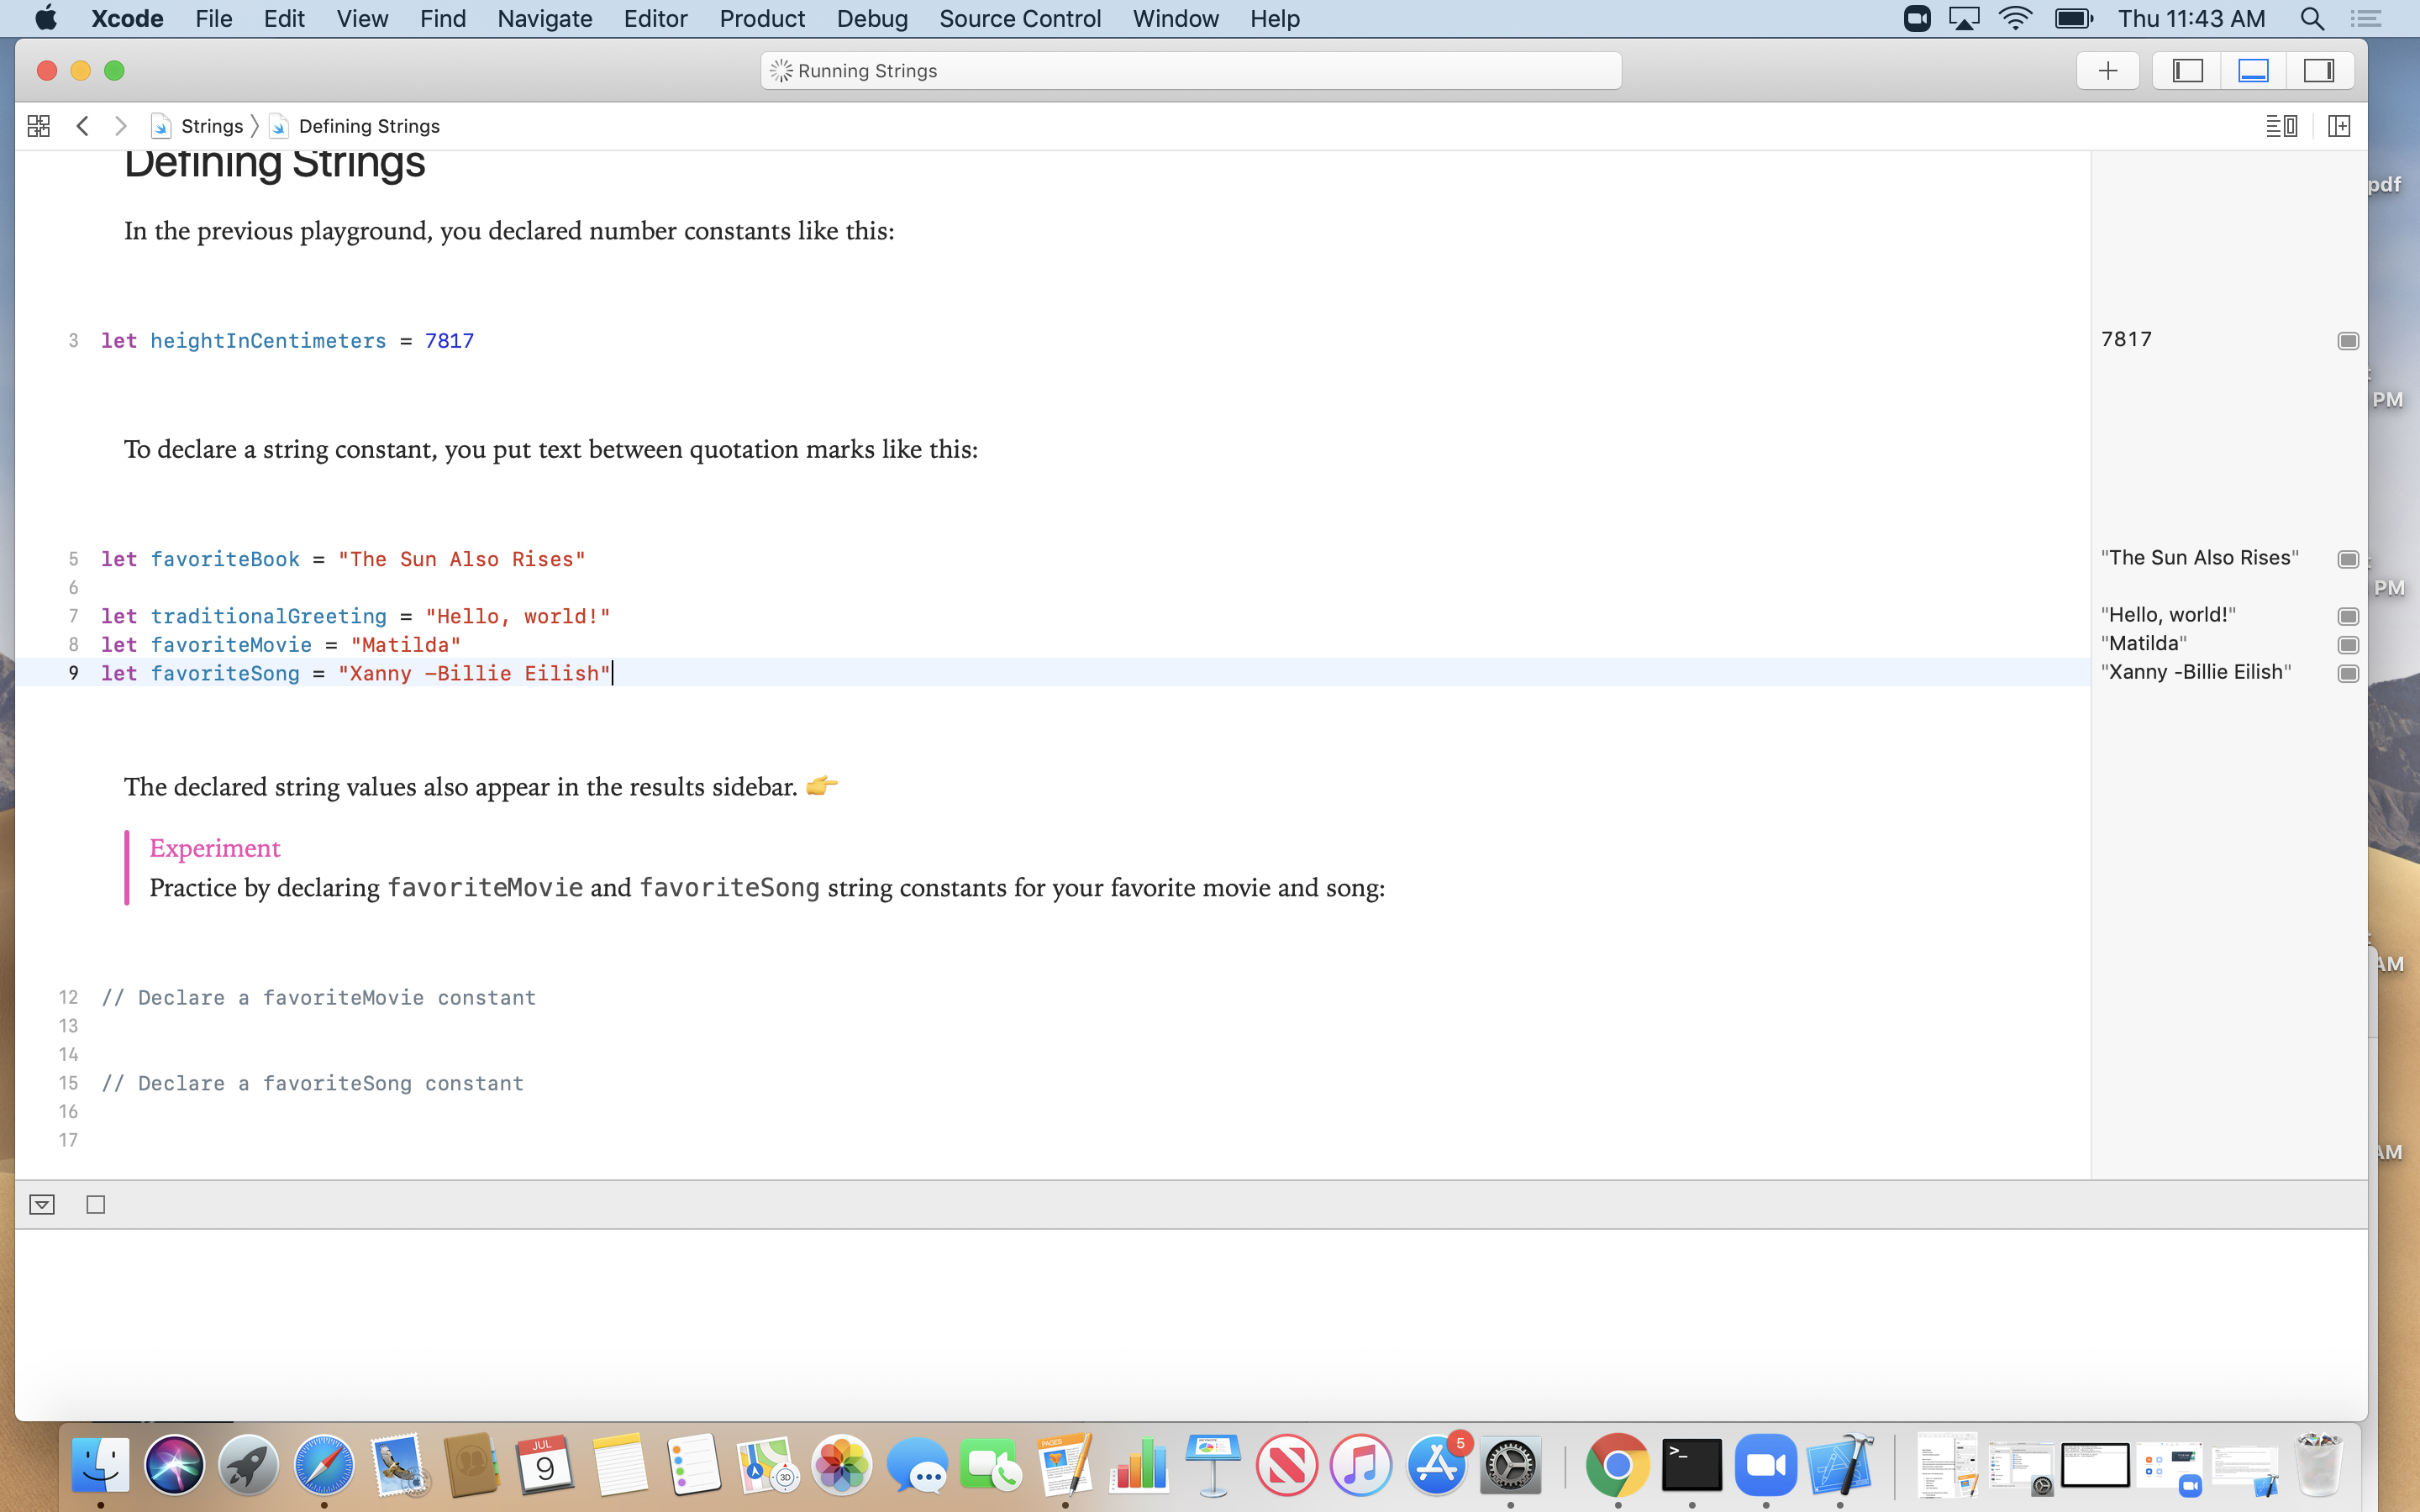 Xcode File Edit View Find Navigate Editor Product Debug Source Control Window Help Thu 11:43 AM
Running Strings
Strings Defining Strings
Defining Strings
In the previous playground, you declared number constants like this:
3 let heightInCentimeters = 7817
7817
To declare a string constant, you put text between quotation marks like this:
5 let favoriteBook = "The Sun Also Rises"
"The Sun Also Rises"
6
7 let traditionalGreeting = "Hello, world!"
"Hello, world!"
8 let favoriteMovie = "Matilda"
"Matilda"
9 let favoriteSong = "Xanny -Billie Eilish"
"Xanny -Billie Eilish"
The declared string values also appear in the results sidebar. 👉
Experiment
Practice by declaring favoriteMovie and favoriteSong string constants for your favorite movie and song:
12 // Declare a favoriteMovie constant
13
14
15 // Declare a favoriteSong constant
16
17
pdf
PM
PM
AM
AM
JUL
9
3D
PAGES
5
>_